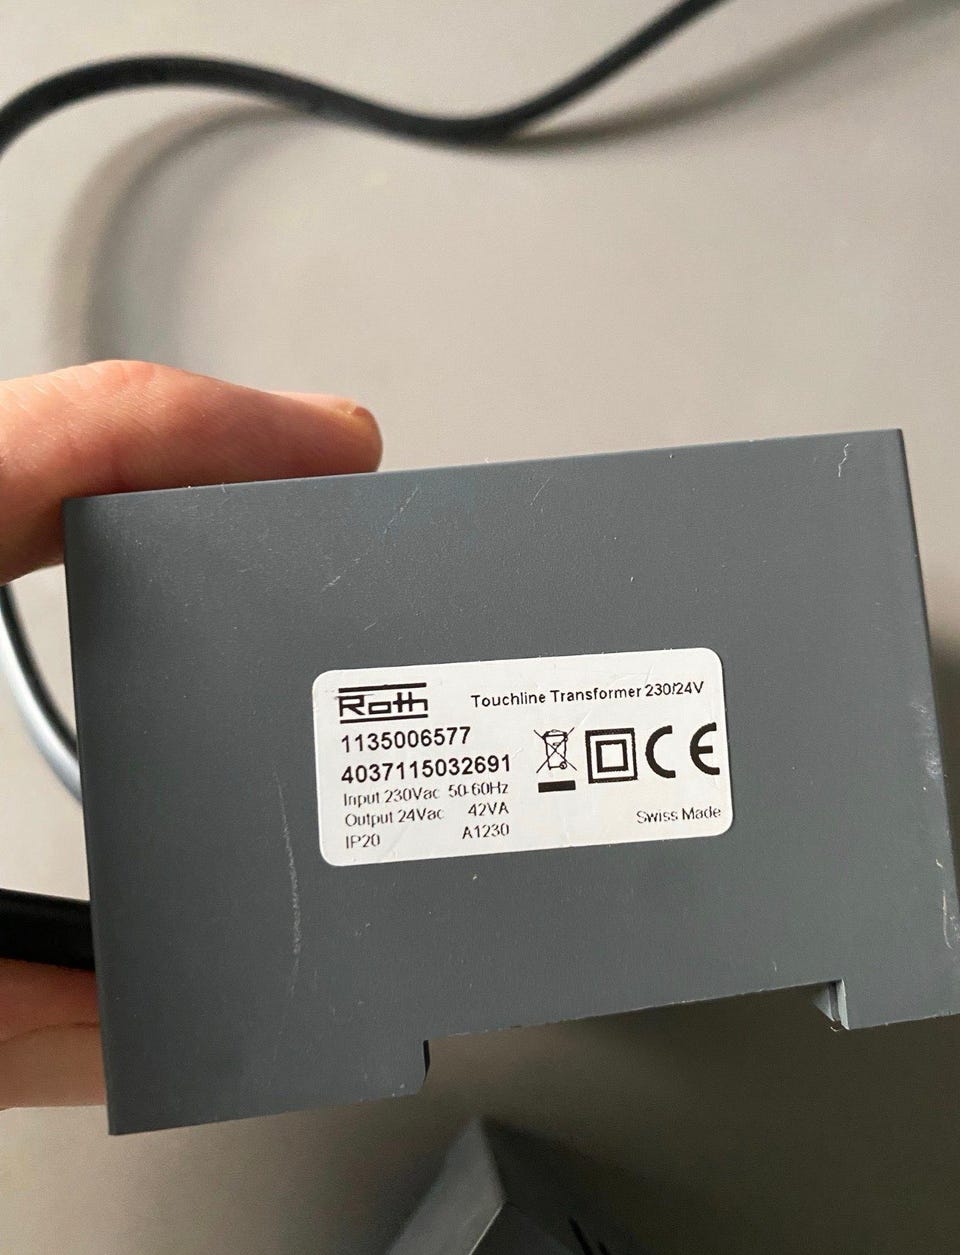 Roth
Touchline Transformer 230/24V
1135006577
4037115032691
Input 230Vac 50-60Hz
Output 24Vac 42VA
IP20 A1230
CE
Swiss Made